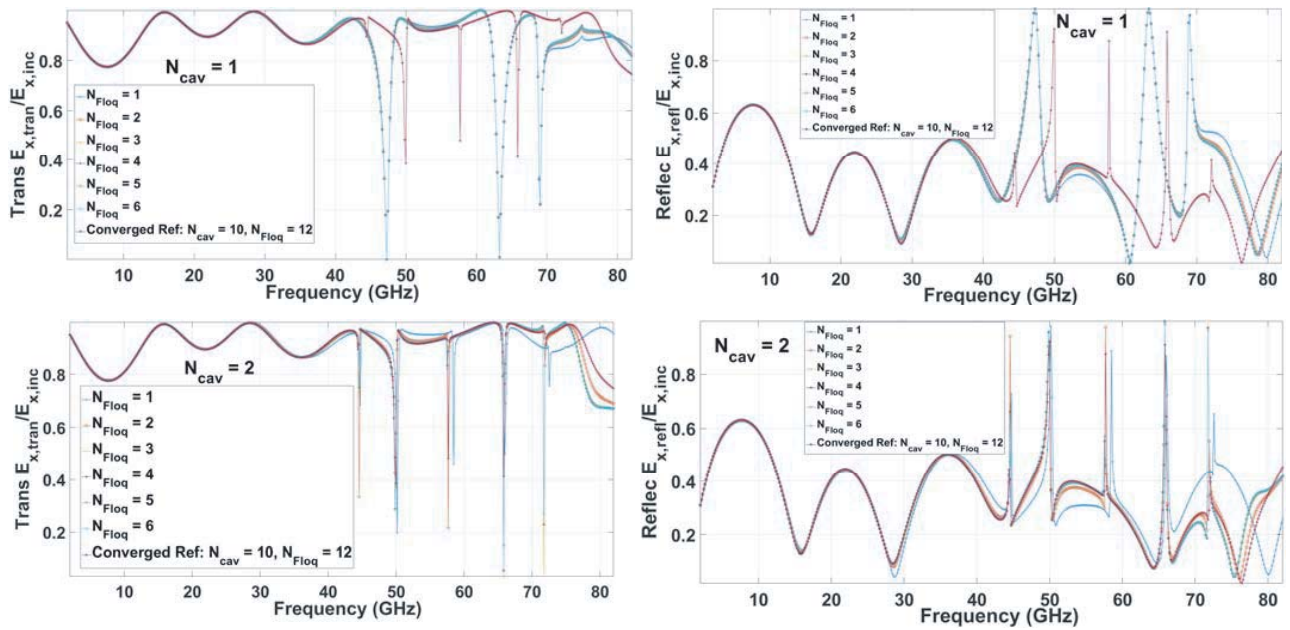 Trans E_x,tran/E_x,inc
0.8
0.6
0.4
0.2
N_cav = 1
N_Floq = 1
N_Floq = 2
N_Floq = 3
N_Floq = 4
N_Floq = 5
N_Floq = 6
Converged Ref: N_cav = 10, N_Floq = 12
10 20 30 40 50 60 70 80
Frequency (GHz)
Reflec E_x,refl/E_x,inc
0.8
0.6
0.4
0.2
N_Floq = 1
N_Floq = 2
N_Floq = 3
N_Floq = 4
N_Floq = 5
N_Floq = 6
Converged Ref: N_cav = 10, N_Floq = 12
N_cav = 1
10 20 30 40 50 60 70 80
Frequency (GHz)
Trans E_x,tran/E_x,inc
0.8
0.6
0.4
0.2
N_cav = 2
N_Floq = 1
N_Floq = 2
N_Floq = 3
N_Floq = 4
N_Floq = 5
N_Floq = 6
Converged Ref: N_cav = 10, N_Floq = 12
10 20 30 40 50 60 70 80
Frequency (GHz)
Reflec E_x,refl/E_x,inc
0.8
0.6
0.4
0.2
N_cav = 2
N_Floq = 1
N_Floq = 2
N_Floq = 3
N_Floq = 4
N_Floq = 5
N_Floq = 6
Converged Ref: N_cav = 10, N_Floq = 12
10 20 30 40 50 60 70 80
Frequency (GHz)